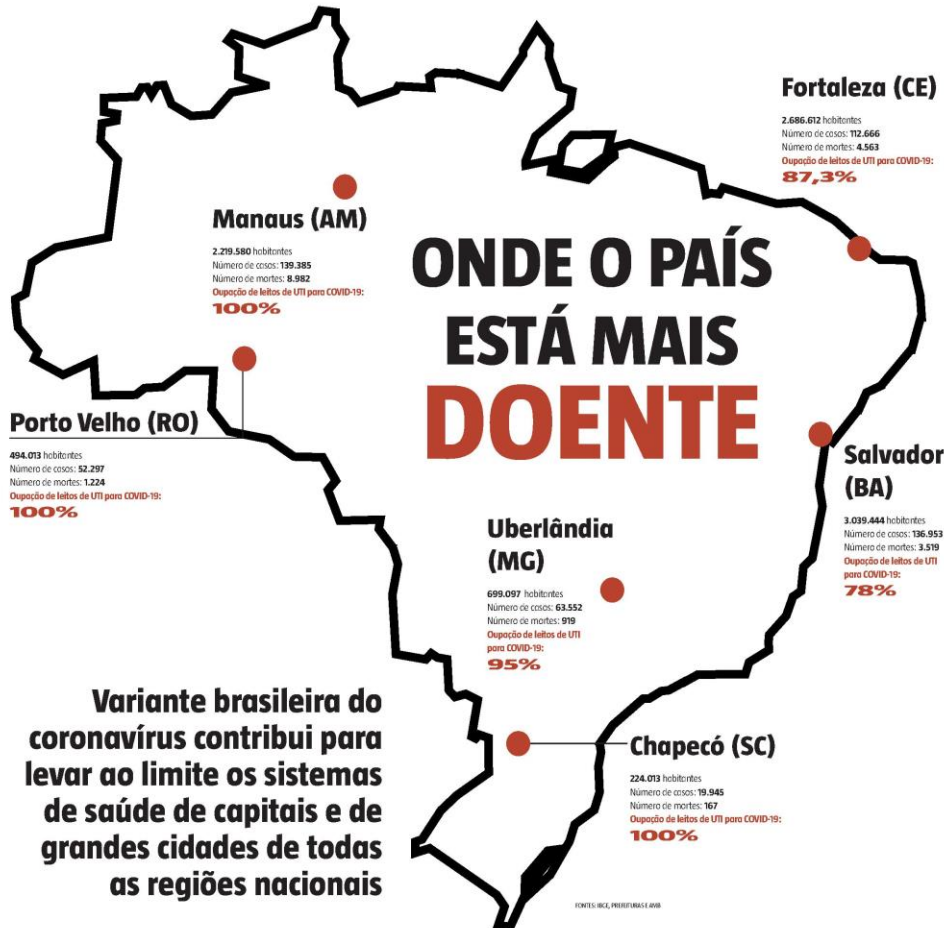 Fortaleza (CE)
2.686.612 habitantes
Número de casos: 112.666
Número de mortes: 4.563
Oupação de leitos de UTI para COVID-19:
87,3%
Manaus (AM)
2.219.580 habitantes
Número de casos: 139.385
Número de mortes: 8.982
Oupação de leitos de UTI para COVID-19:
100%
ONDE O PAÍS
ESTÁ MAIS
DOENTE
Porto Velho (RO)
494.013 habitantes
Número de casos: 52.297
Número de mortes: 1.224
Oupação de leitos de UTI para COVID-19:
100%
Salvador
(BA)
3.039.444 habitantes
Número de casos: 136.953
Número de mortes: 3.519
Oupação de leitos de UTI
para COVID-19:
78%
Uberlândia
(MG)
699.097 habitantes
Número de casos: 63.552
Número de mortes: 919
Oupação de leitos de UTI
para COVID-19:
95%
Variante brasileira do
coronavírus contribui para
levar ao limite os sistemas
de saúde de capitais e de
grandes cidades de todas
as regiões nacionais
Chapecó (SC)
224.013 habitantes
Número de casos: 19.945
Número de mortes: 167
Oupação de leitos de UTI para COVID-19:
100%
FONTES: IBGE, PREFEITURAS E AMB